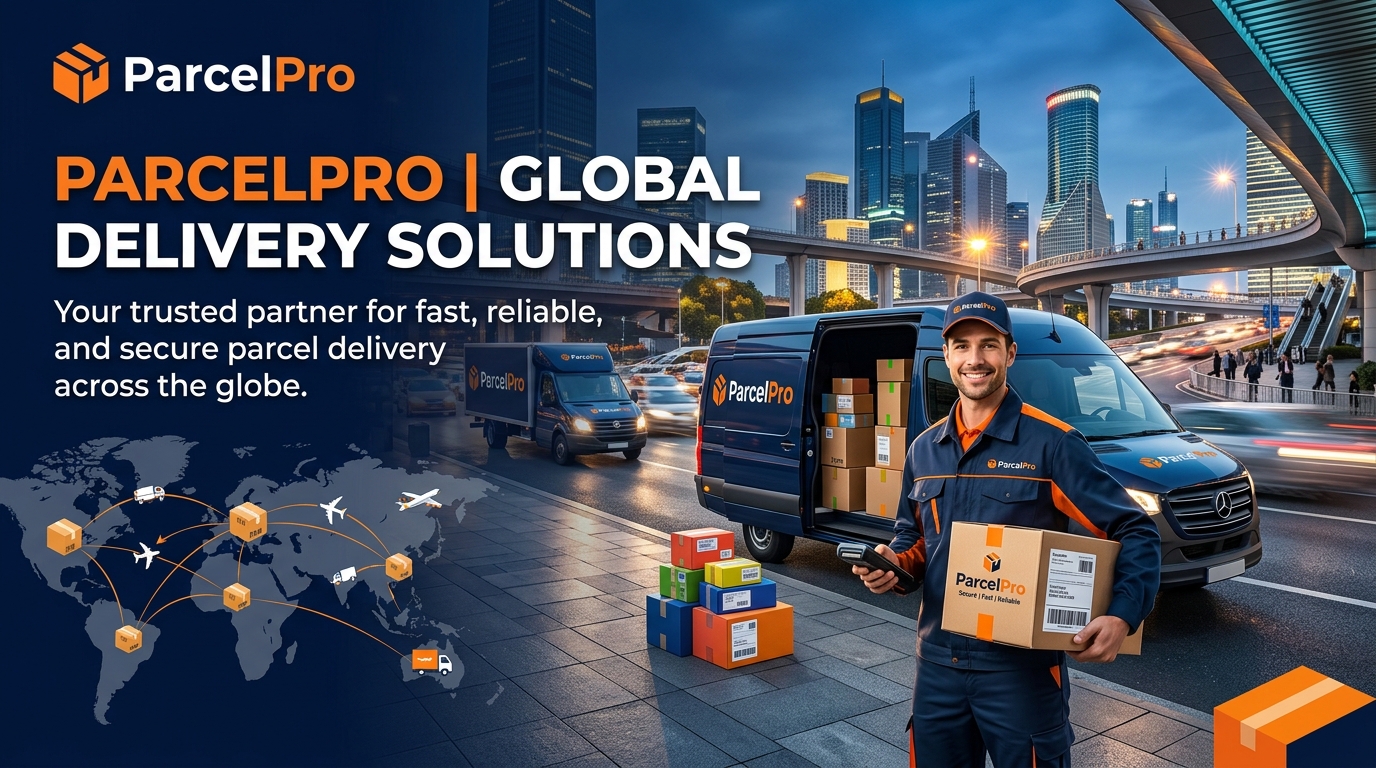 ParcelPro
PARCELPRO | GLOBAL
DELIVERY SOLUTIONS
Your trusted partner for fast, reliable,
and secure parcel delivery
across the globe.
ParcelPro
ParcelPro
ParcelPro
ParcelPro
Secure | Fast | Reliable